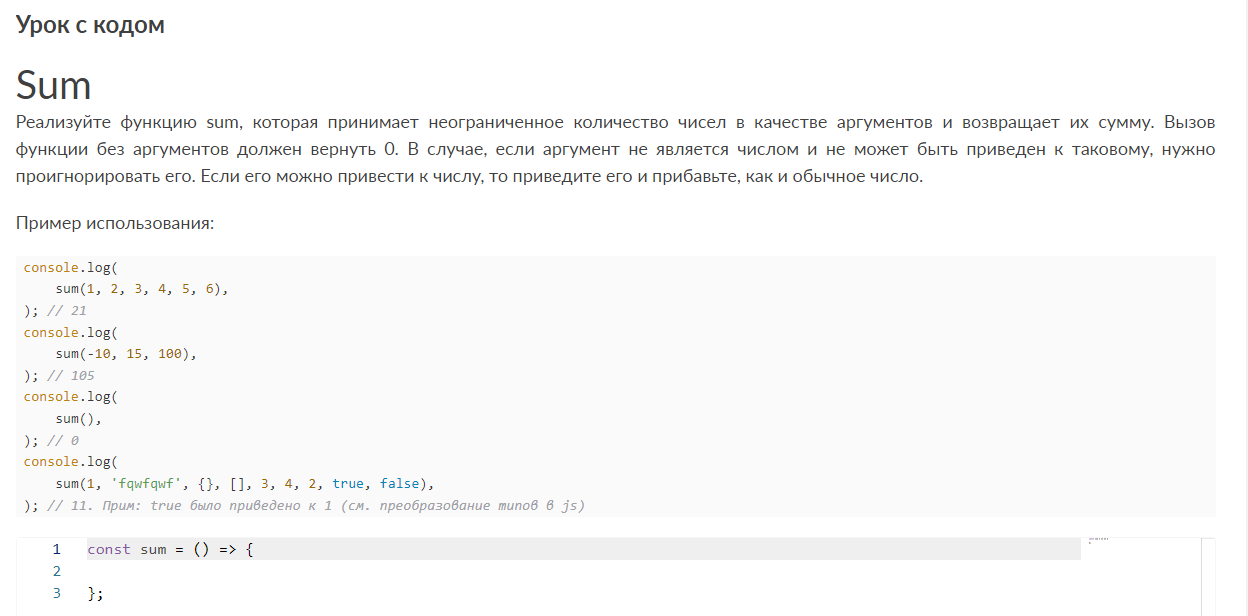 Урок с кодом
Sum
Реализуйте функцию sum, которая принимает неограниченное количество чисел в качестве аргументов и возвращает их сумму. Вызов
функции без аргументов должен вернуть 0. В случае, если аргумент не является числом и не может быть приведен к таковому, нужно
проигнорировать его. Если его можно привести к числу, то приведите его и прибавьте, как и обычное число.
Пример использования:
console.log(
    sum(1, 2, 3, 4, 5, 6),
); // 21
console.log(
    sum(-10, 15, 100),
); // 105
console.log(
    sum(),
); // 0
console.log(
    sum(1, 'fqwfqwf', {}, [], 3, 4, 2, true, false),
); // 11. Прим: true было приведено к 1 (см. преобразование типов в js)
1 const sum = () => {
2
3 };